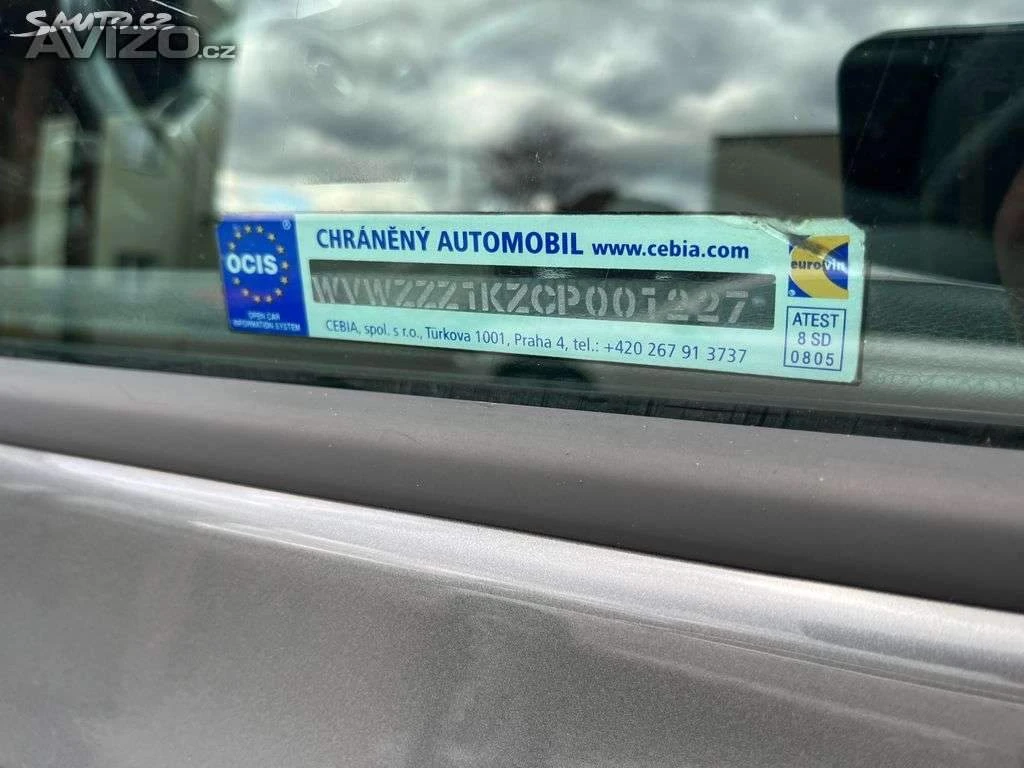 Sauto.cz
AVIZO.cz
CHRÁNĚNÝ AUTOMOBIL www.cebia.com
OCIS
OPEN CAR
INFORMATION SYSTEM
WVWZZZ1KZCP001227
CEBIA, spol. s r.o., Türkova 1001, Praha 4, tel.: +420 267 91 3737
eurovin
ATEST
8 SD
0805